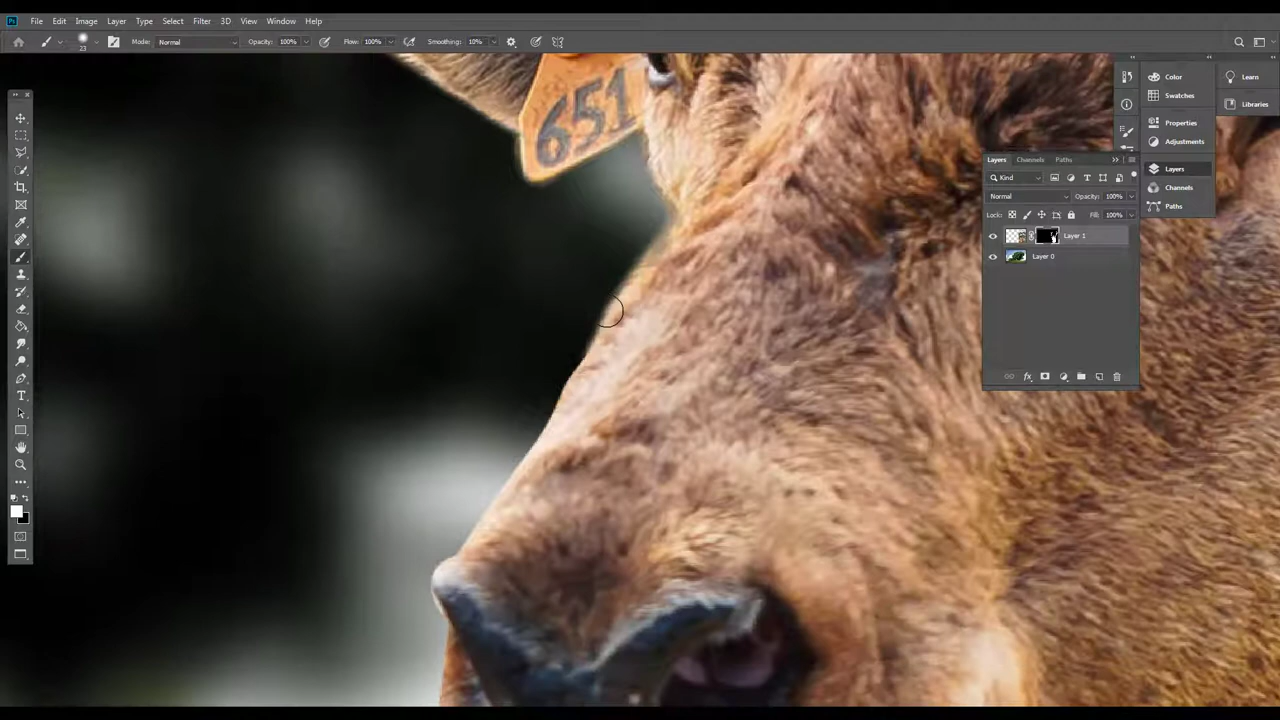 Ps File Edit Image Layer Type Select Filter 3D View Window Help
23 Mode: Normal Opacity: 100% Flow: 100% Smoothing: 10%
651
Color Learn
Swatches Libraries
Properties
Adjustments
Layers
Channels
Paths
Layers Channels Paths
Kind
Normal Opacity: 100%
Lock: Fill: 100%
Layer 1
Layer 0